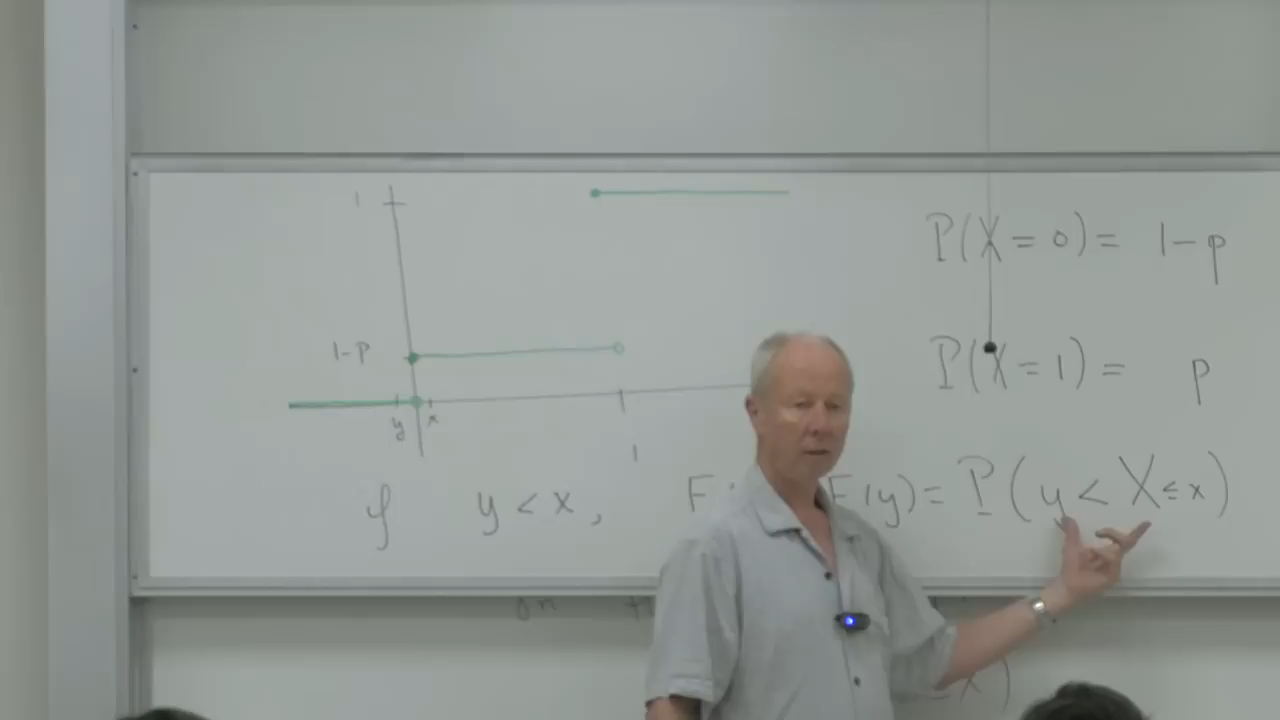 1
P(X = 0) = 1-p
1-p
P(X = 1) = p
y x
1
if y < x, F F(y) = P(y < X ≤ x)
x)